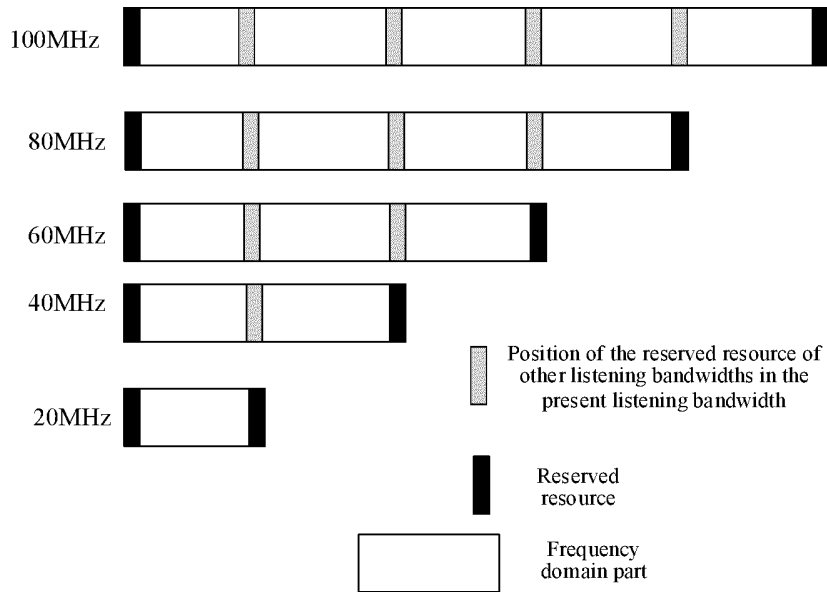 100MHz
80MHz
60MHz
40MHz
Position of the reserved resource of
other listening bandwidths in the
present listening bandwidth
20MHz
Reserved
resource
Frequency
domain part